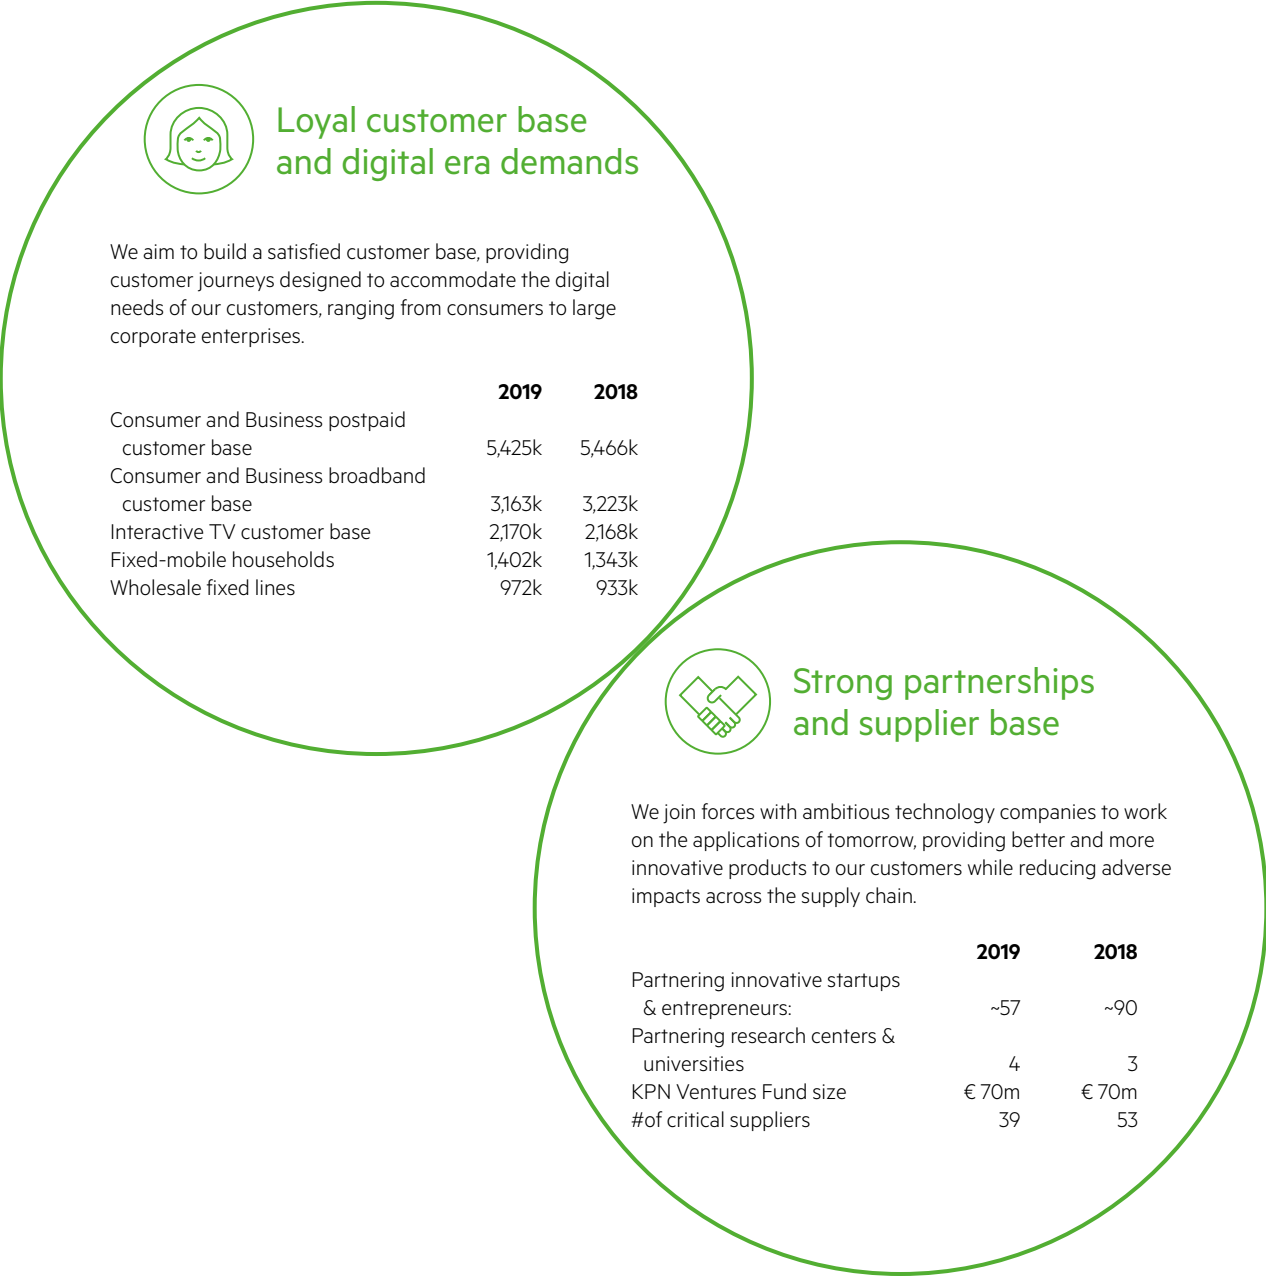 Loyal customer base
and digital era demands
We aim to build a satisfied customer base, providing
customer journeys designed to accommodate the digital
needs of our customers, ranging from consumers to large
corporate enterprises.
2019 2018
Consumer and Business postpaid
customer base 5,425k 5,466k
Consumer and Business broadband
customer base 3,163k 3,223k
Interactive TV customer base 2,170k 2,168k
Fixed-mobile households 1,402k 1,343k
Wholesale fixed lines 972k 933k
Strong partnerships
and supplier base
We join forces with ambitious technology companies to work
on the applications of tomorrow, providing better and more
innovative products to our customers while reducing adverse
impacts across the supply chain.
2019 2018
Partnering innovative startups
& entrepreneurs: ~57 ~90
Partnering research centers &
universities 4 3
KPN Ventures Fund size € 70m € 70m
#of critical suppliers 39 53